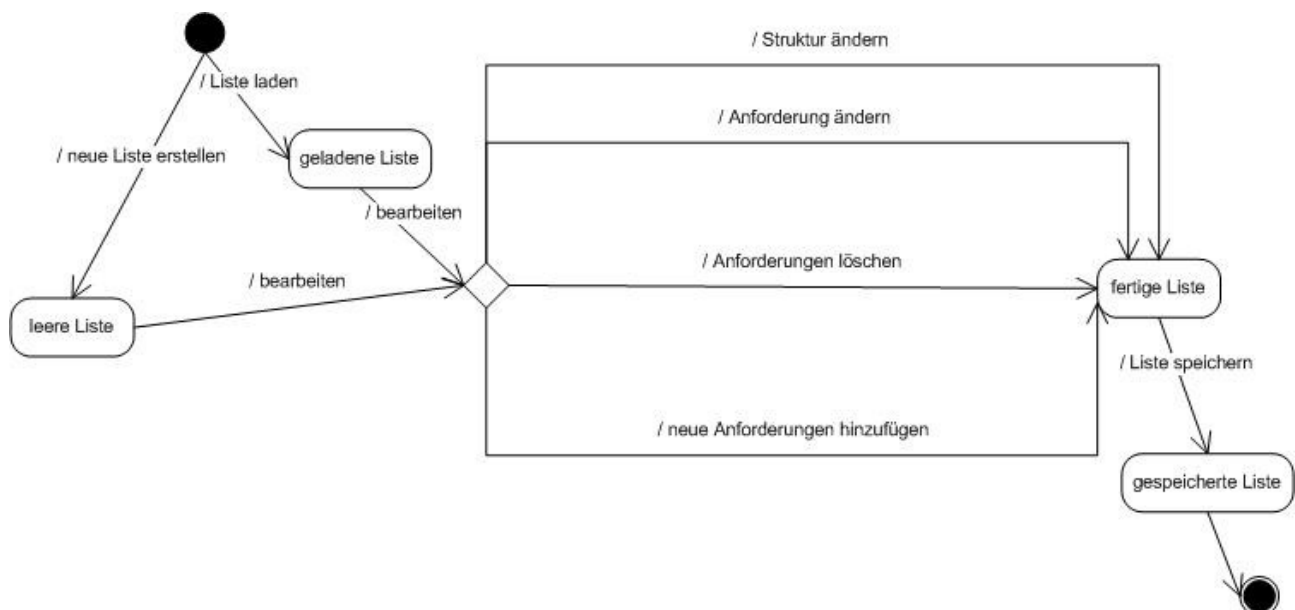 / Struktur ändern
/ Liste laden
/ Anforderung ändern
/ neue Liste erstellen
geladene Liste
/ bearbeiten
/ Anforderungen löschen
/ bearbeiten
fertige Liste
leere Liste
/ Liste speichern
/ neue Anforderungen hinzufügen
gespeicherte Liste